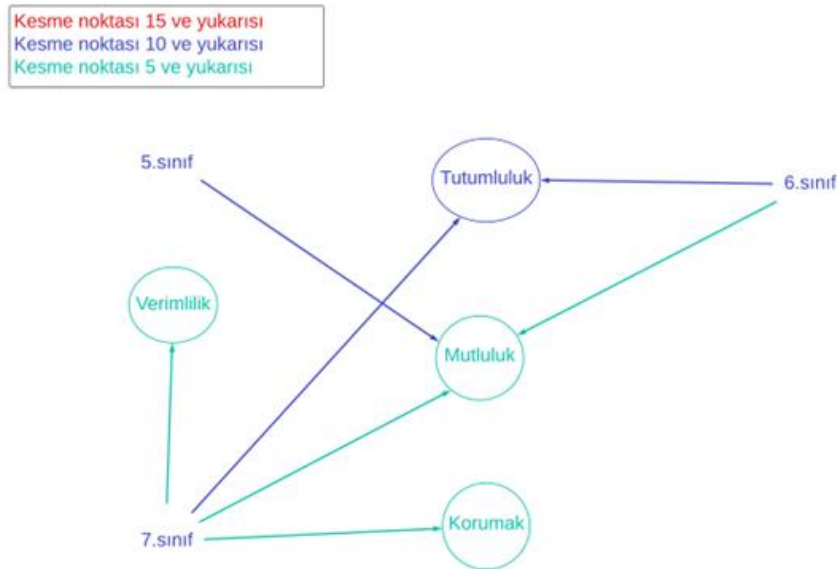 Kesme noktası 15 ve yukarısı
Kesme noktası 10 ve yukarısı
Kesme noktası 5 ve yukarısı
5.sınıf
Tutumluluk
6.sınıf
Verimlilik
Mutluluk
Korumak
7.sınıf